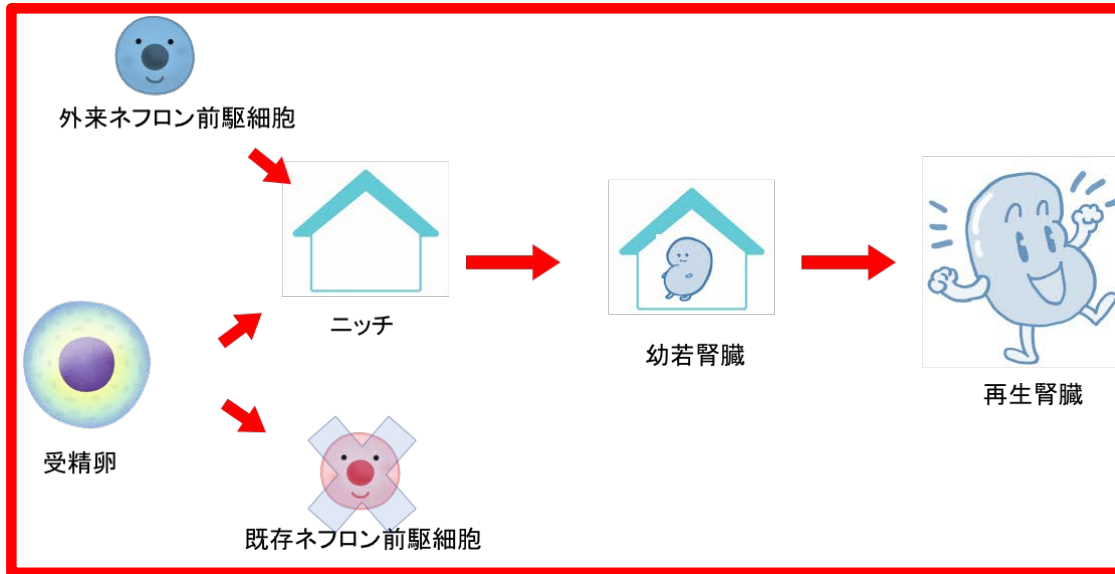 外来ネフロン前駆細胞
ニッチ
幼若腎臓
再生腎臓
受精卵
既存ネフロン前駆細胞